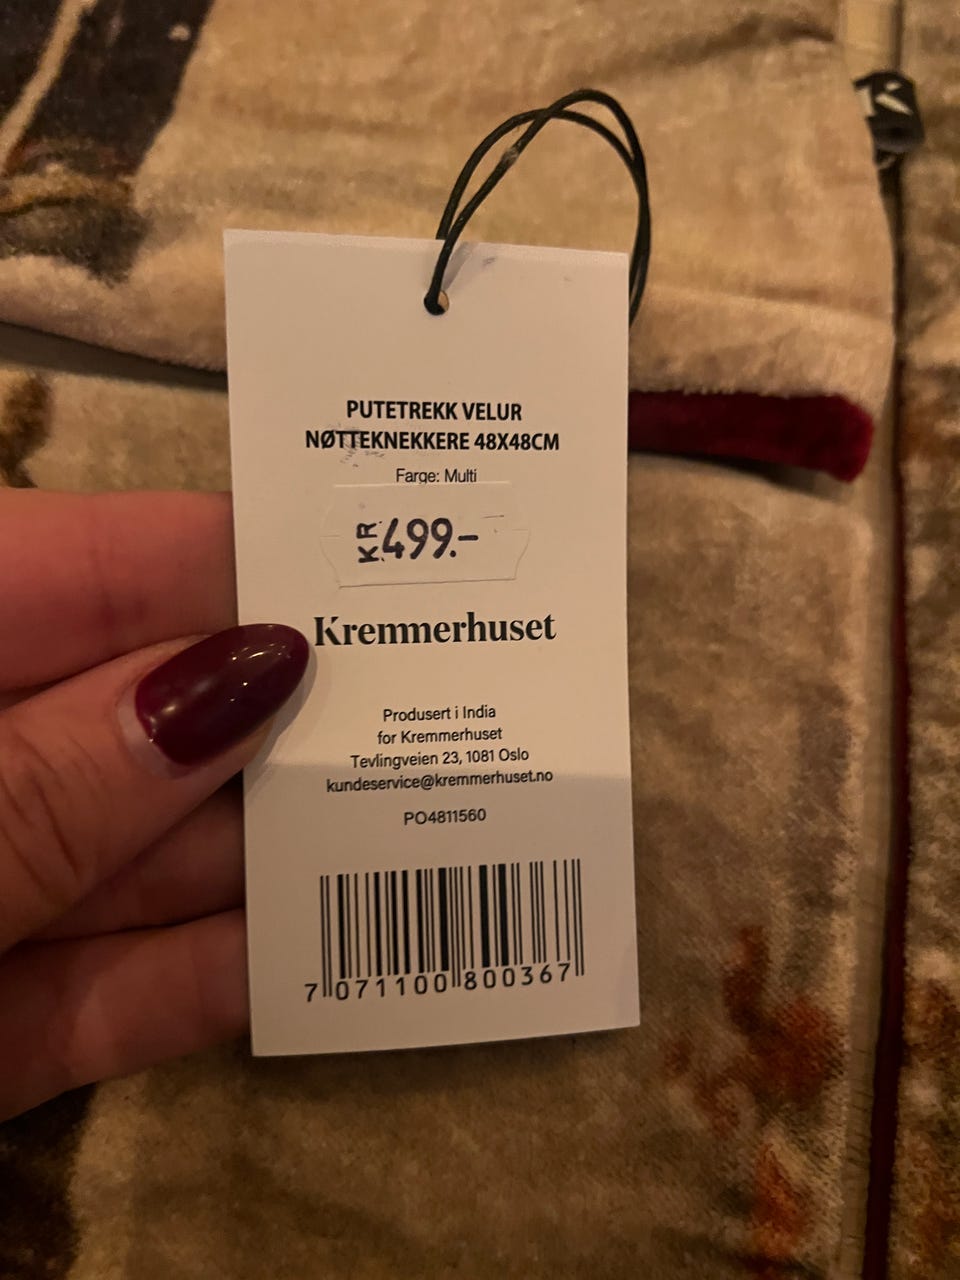 PUTETREKK VELUR
NØTTEKNEKKERE 48X48CM
Farge: Multi
KR 499.-
Kremmerhuset
Produsert i India
for Kremmerhuset
Tevlingveien 23, 1081 Oslo
kundeservice@kremmerhuset.no
PO4811560
7 071100 800367
K